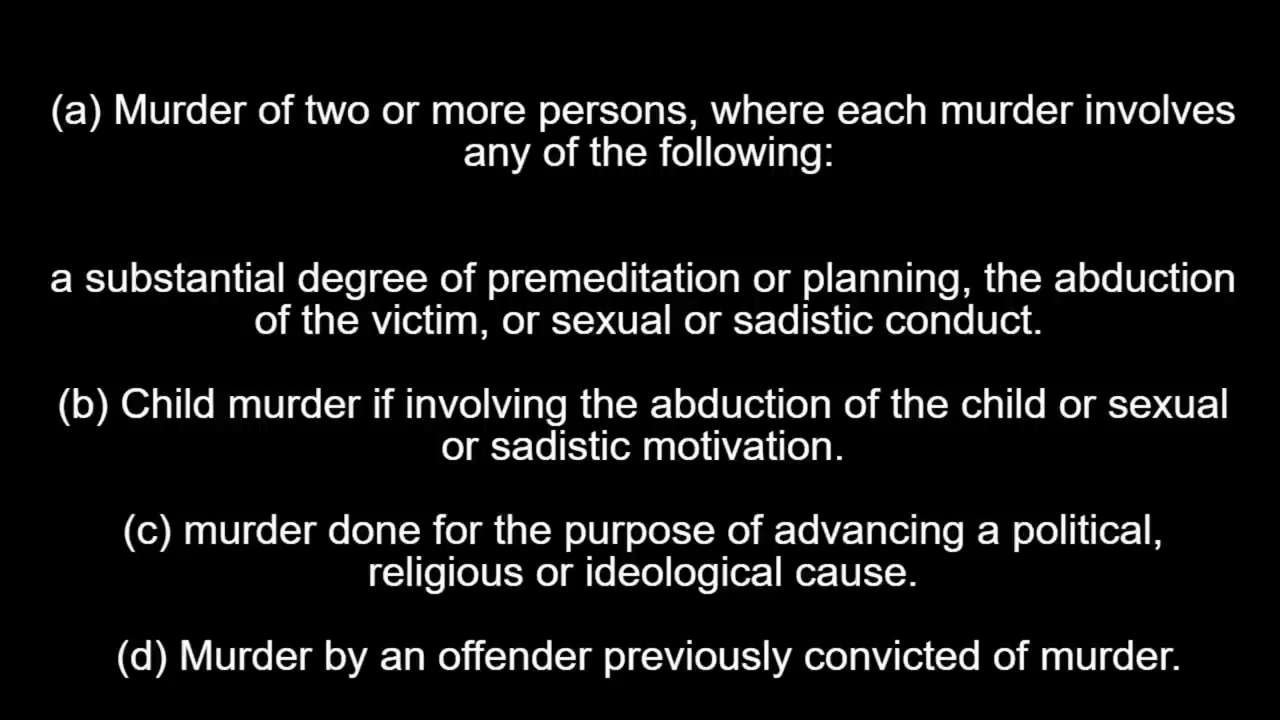 (a) Murder of two or more persons, where each murder involves
any of the following:
a substantial degree of premeditation or planning, the abduction
of the victim, or sexual or sadistic conduct.
(b) Child murder if involving the abduction of the child or sexual
or sadistic motivation.
(c) murder done for the purpose of advancing a political,
religious or ideological cause.
(d) Murder by an offender previously convicted of murder.